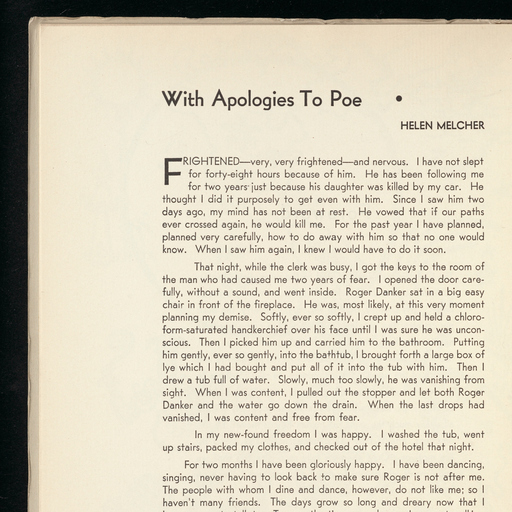 With Apologies To Poe •
HELEN MELCHER
FRIGHTENED—very, very frightened—and nervous. I have not slept
for forty-eight hours because of him. He has been following me
for two years just because his daughter was killed by my car. He
thought I did it purposely to get even with him. Since I saw him two
days ago, my mind has not been at rest. He vowed that if our paths
ever crossed again, he would kill me. For the past year I have planned,
planned very carefully, how to do away with him so that no one would
know. When I saw him again, I knew I would have to do it soon.
That night, while the clerk was busy, I got the keys to the room of
the man who had caused me two years of fear. I opened the door care-
fully, without a sound, and went inside. Roger Danker sat in a big easy
chair in front of the fireplace. He was, most likely, at this very moment
planning my demise. Softly, ever so softly, I crept up and held a chloro-
form-saturated handkerchief over his face until I was sure he was uncon-
scious. Then I picked him up and carried him to the bathroom. Putting
him gently, ever so gently, into the bathtub, I brought forth a large box of
lye which I had bought and put all of it into the tub with him. Then I
drew a tub full of water. Slowly, much too slowly, he was vanishing from
sight. When I was content, I pulled out the stopper and let both Roger
Danker and the water go down the drain. When the last drops had
vanished, I was content and free from fear.
In my new-found freedom I was happy. I washed the tub, went
up stairs, packed my clothes, and checked out of the hotel that night.
For two months I have been gloriously happy. I have been dancing,
singing, never having to look back to make sure Roger is not after me.
The people with whom I dine and dance, however, do not like me; so I
haven't many friends. The days grow so long and dreary now that I